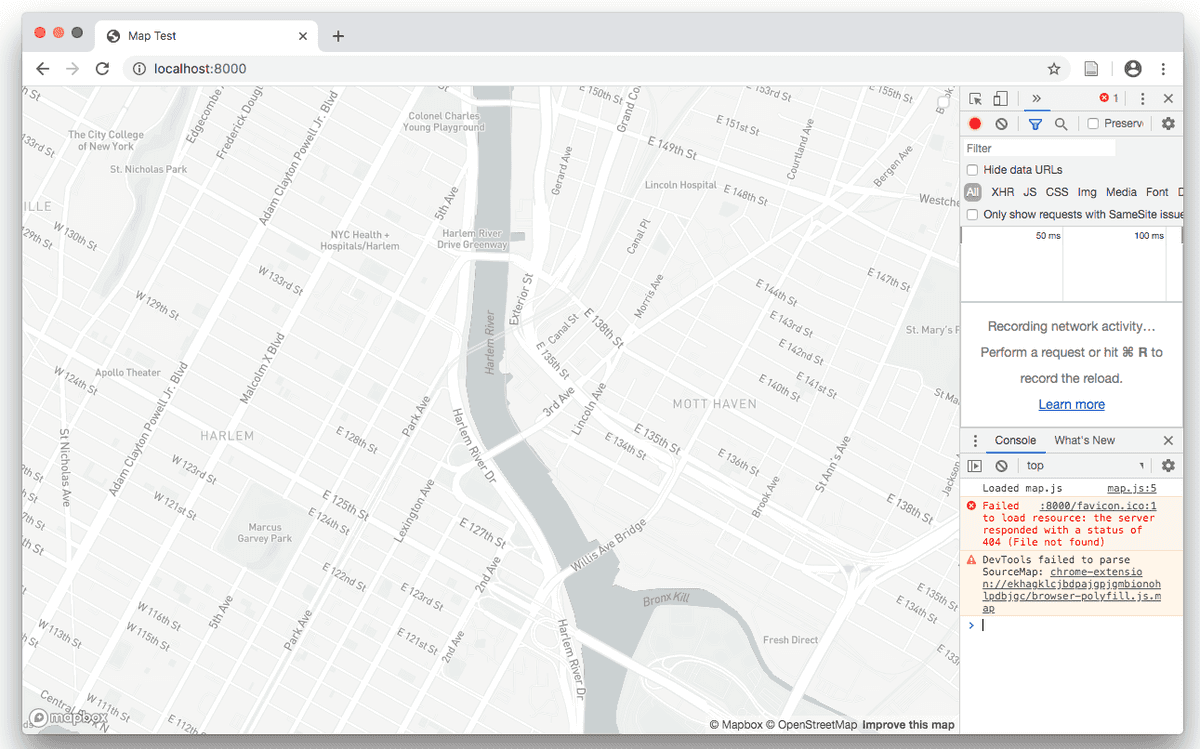 Map Test
localhost:8000
The City College
of New York
St. Nicholas Park
Frederick Doug
Adam Clayton Powell Jr. Blvd
Colonel Charles
Young Playground
5th Ave
Gerard Ave
Grand Co
E 150th St
E 153rd St
E 155th St
E 151st St
E 149th St
Courtland Ave
Bergen Ave
Lincoln Hospital
E 148th St
Westche
W 130th St
129th St
NYC Health +
Hospitals/Harlem
Harlem River
Drive Greenway
Canal Pl
W 133rd St
W 129th St
Exterior St
Morris Ave
E 147th St
E 144th St
E 143rd St
E 142nd St
St. Mary's P
Malcolm X Blvd
Harlem River
Canal St
E 138th St
E 135th St
Apollo Theater
W 124th St
Adam Clayton Powell Jr. Blvd
Park Ave
3rd Ave
Lincoln Ave
E 140th St
E 141st St
St. Ma
MOTT HAVEN
HARLEM
E 128th St
Harlem River Dr
E 134th St
E 135th St
E 136th St
St Ann's Ave
St Nicholas Ave
W 123rd St
W 121st St
E 125th St
E 124th St
Lexington Ave
Brook Ave
Jackson
E 138th St
Marcus
Garvey Park
E 127th St
Willis Ave Bridge
E 122nd St
E 123rd St
2nd Ave
Bronx Kill
E 135th St
E 134th St
W 116th St
W 115th St
5th Ave
Park Ave
E 121st St
2nd Ave
Harlem River Dr
Fresh Direct
W 113th St
W 111th St
Central Park N
E 112th St
mapbox
© Mapbox © OpenStreetMap Improve this map
1
Preserv
Filter
Hide data URLs
All XHR JS CSS Img Media Font
Only show requests with SameSite issue
50 ms 100 ms
Recording network activity…
Perform a request or hit ⌘ R to
record the reload.
Learn more
Console What's New
top
Loaded map.js map.js:5
Failed :8000/favicon.ico:1
to load resource: the server
responded with a status of
404 (File not found)
DevTools failed to parse
SourceMap: chrome-extensio
n://ekhagklcjbdpajgpjgmbionoh
lpdbjgc/browser-polyfill.js.m
ap